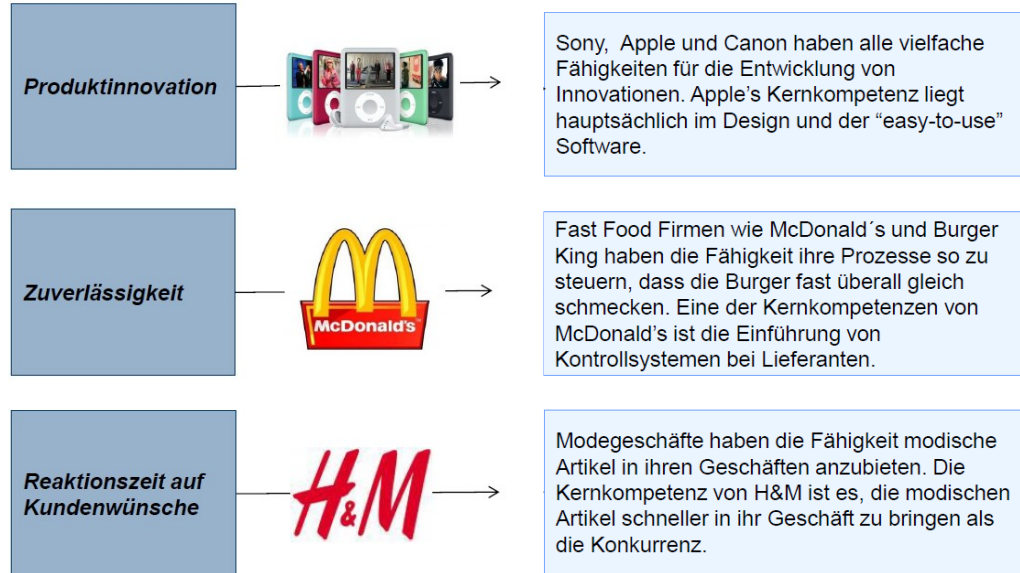 Produktinnovation
Sony, Apple und Canon haben alle vielfache
Fähigkeiten für die Entwicklung von
Innovationen. Apple’s Kernkompetenz liegt
hauptsächlich im Design und der “easy-to-use”
Software.
Zuverlässigkeit
McDonald's
Fast Food Firmen wie McDonald´s und Burger
King haben die Fähigkeit ihre Prozesse so zu
steuern, dass die Burger fast überall gleich
schmecken. Eine der Kernkompetenzen von
McDonald’s ist die Einführung von
Kontrollsystemen bei Lieferanten.
Reaktionszeit auf
Kundenwünsche
H&M
Modegeschäfte haben die Fähigkeit modische
Artikel in ihren Geschäften anzubieten. Die
Kernkompetenz von H&M ist es, die modischen
Artikel schneller in ihr Geschäft zu bringen als
die Konkurrenz.